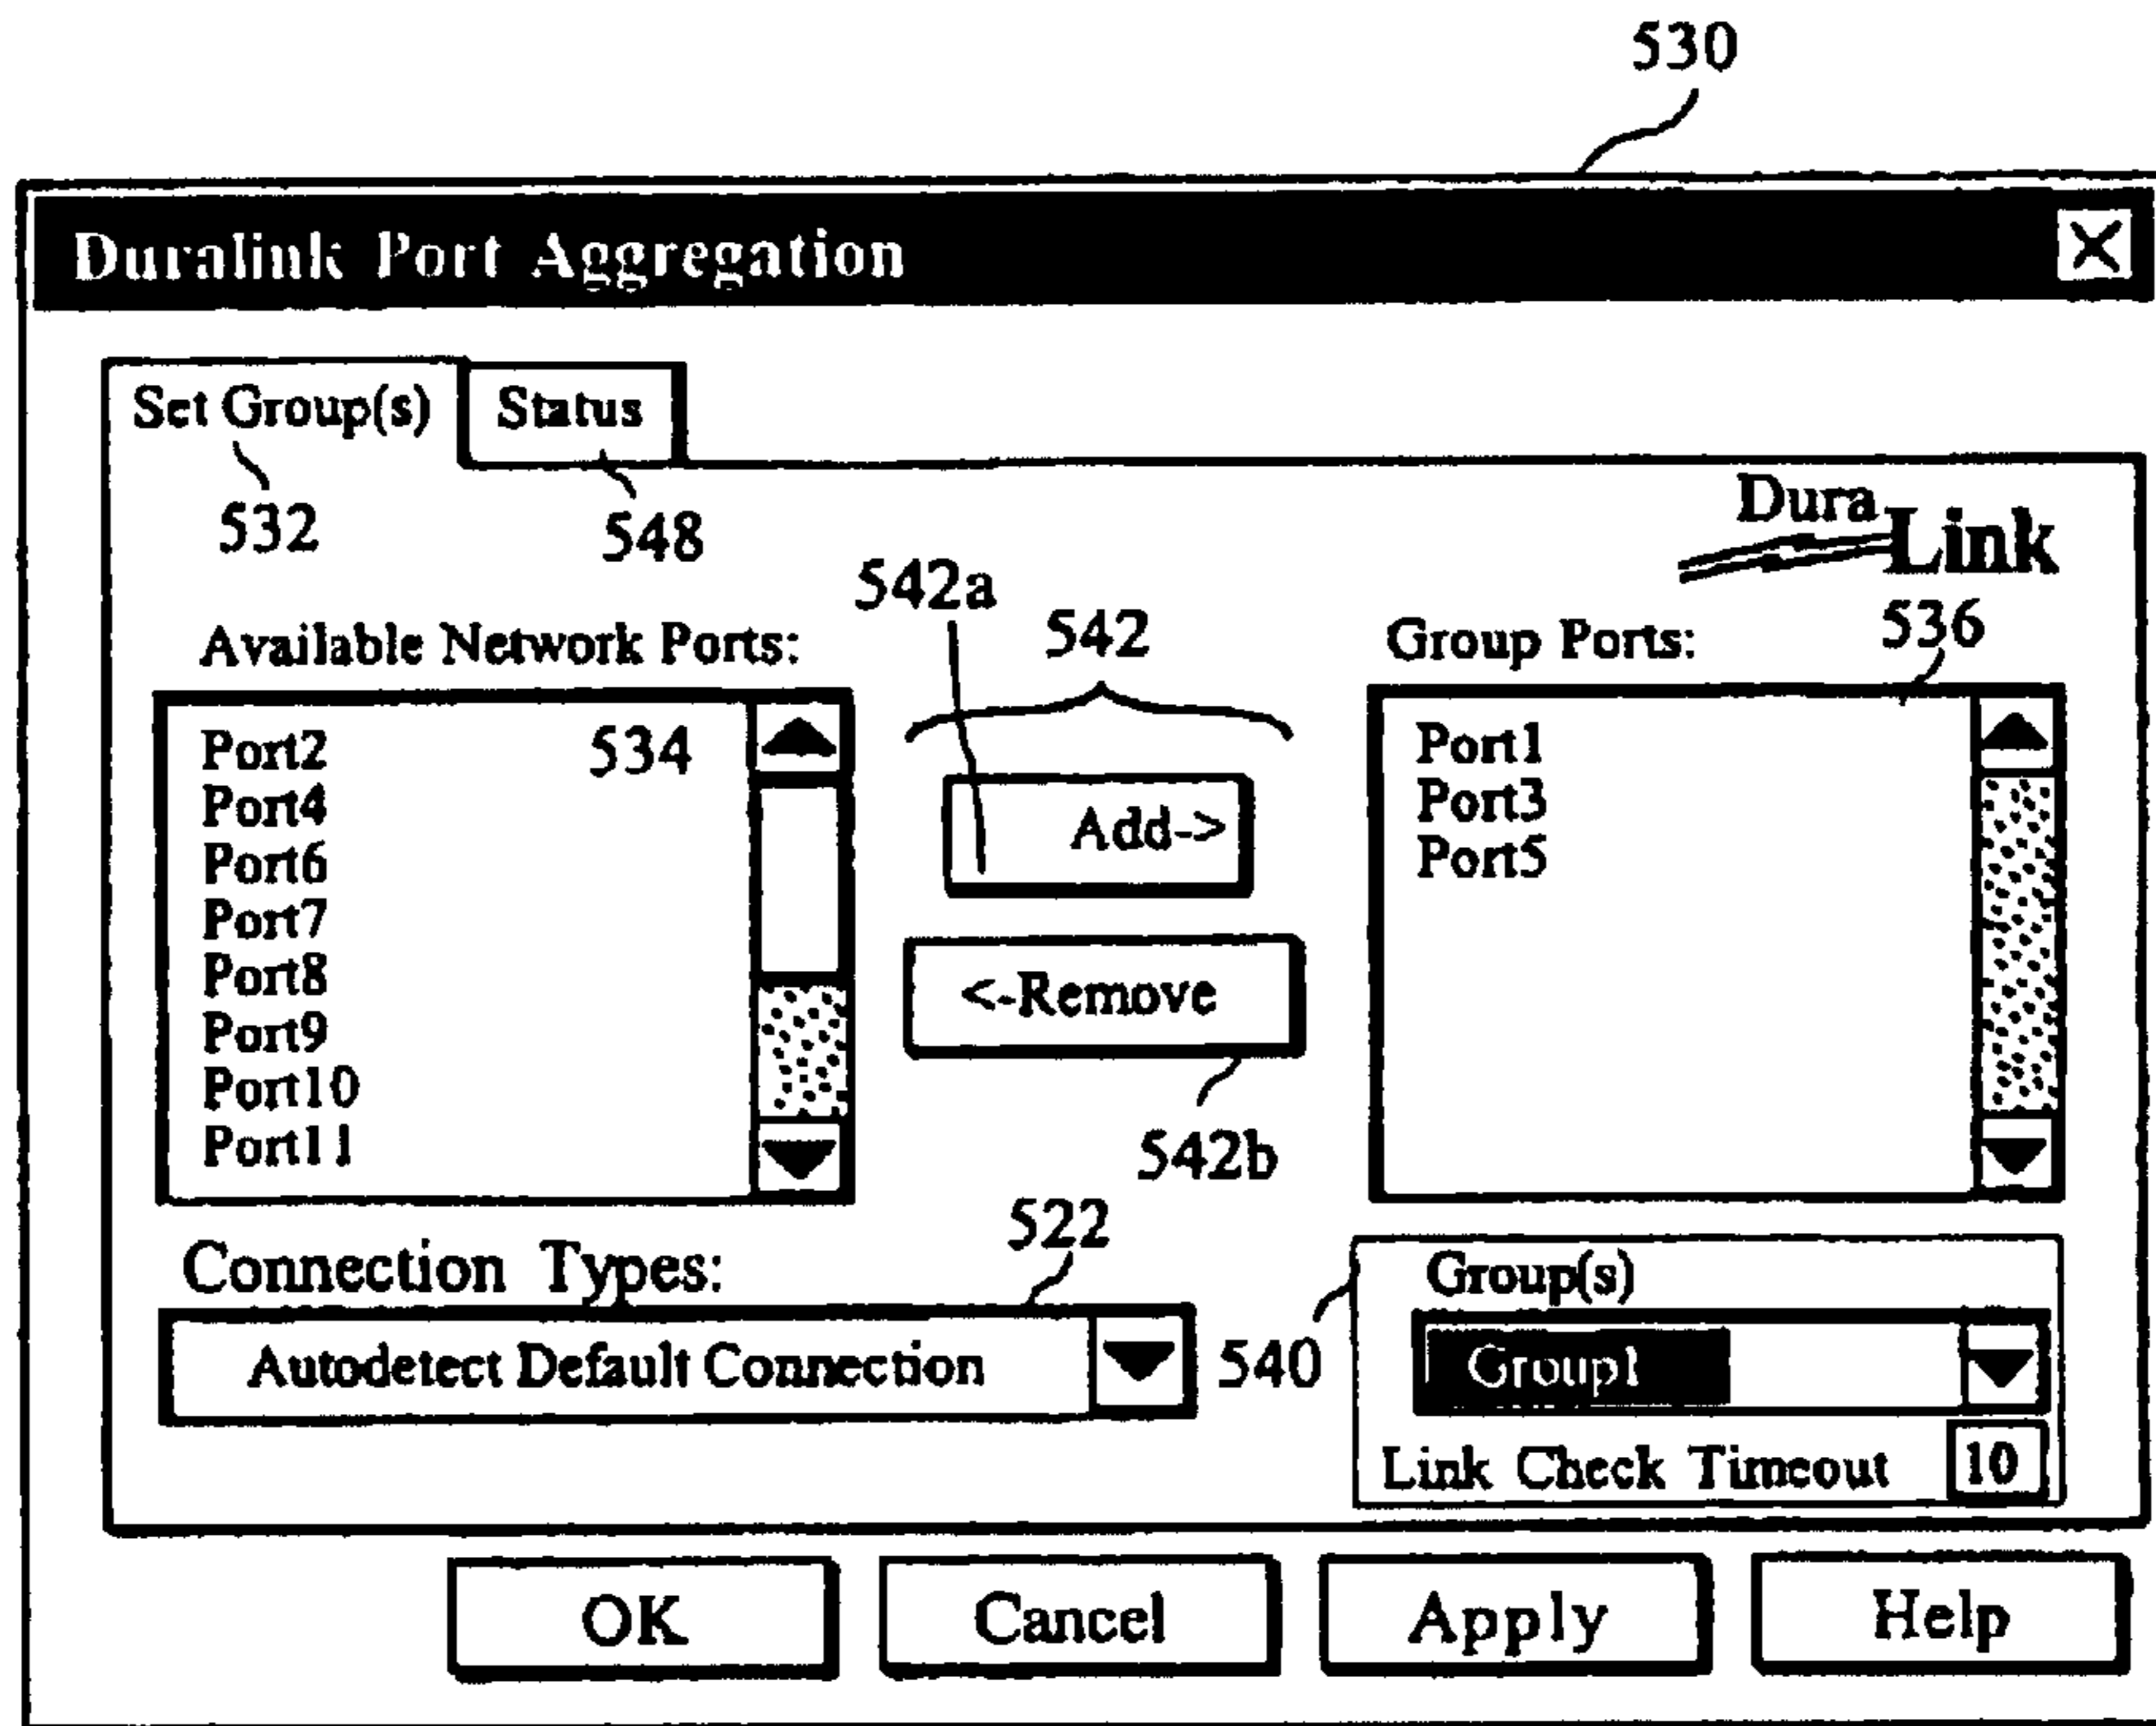 530
Duralink Port Aggregation
Set Group(s)
Status
532
548
Dura
Link
542a
542
536
Available Network Ports:
Group Ports:
534
Port2
Port4
Port6
Port7
Port8
Port9
Port10
Port11
Add->
<-Remove
542b
Port1
Port3
Port5
522
Connection Types:
Autodetect Default Connection
540
Group(s)
Group1
Link Check Timeout 10
OK
Cancel
Apply
Help